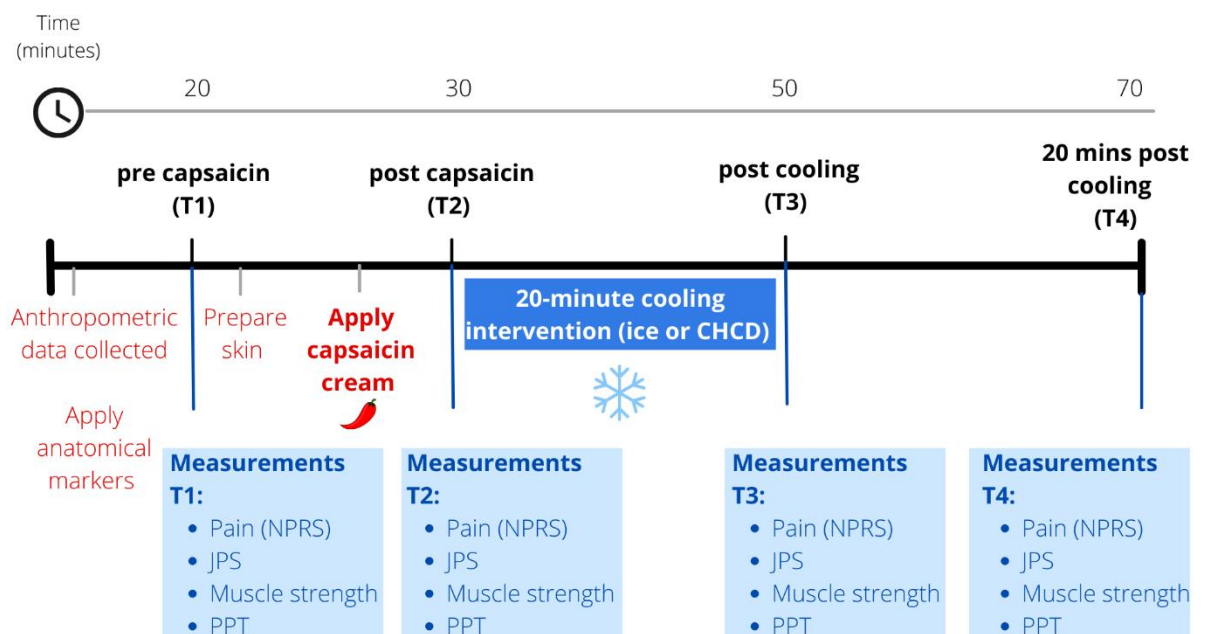 Time
(minutes)
20
30
50
70
pre capsaicin
(T1)
post capsaicin
(T2)
post cooling
(T3)
20 mins post
cooling
(T4)
Anthropometric
data collected
Prepare
skin
Apply
capsaicin
cream
20-minute cooling
intervention (ice or CHCD)
Apply
anatomical
markers
Measurements
T1:
• Pain (NPRS)
• JPS
• Muscle strength
• PPT
Measurements
T2:
• Pain (NPRS)
• JPS
• Muscle strength
• PPT
Measurements
T3:
• Pain (NPRS)
• JPS
• Muscle strength
• PPT
Measurements
T4:
• Pain (NPRS)
• JPS
• Muscle strength
• PPT